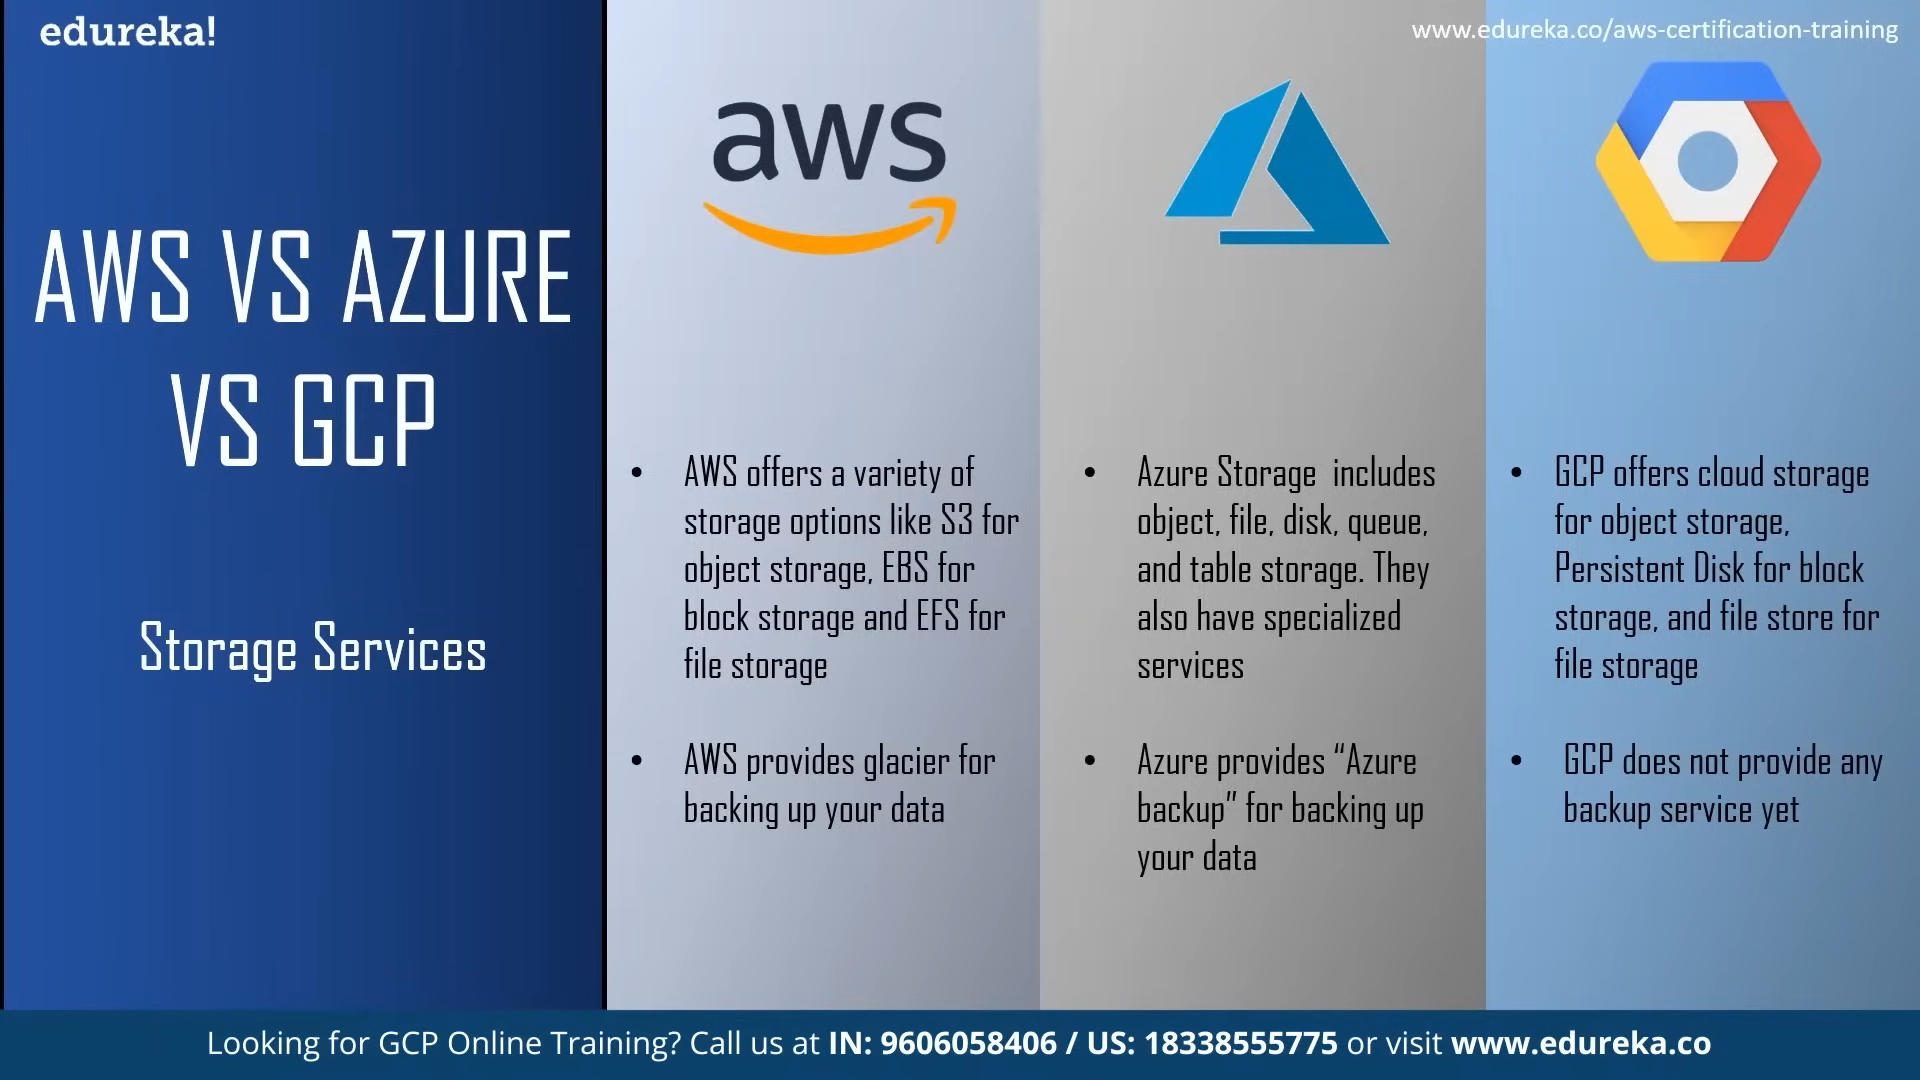 edureka!
www.edureka.co/aws-certification-training
AWS VS AZURE
VS GCP
Storage Services
aws
• AWS offers a variety of
storage options like S3 for
object storage, EBS for
block storage and EFS for
file storage
• AWS provides glacier for
backing up your data
• Azure Storage includes
object, file, disk, queue,
and table storage. They
also have specialized
services
• Azure provides “Azure
backup” for backing up
your data
• GCP offers cloud storage
for object storage,
Persistent Disk for block
storage, and file store for
file storage
• GCP does not provide any
backup service yet
Looking for GCP Online Training? Call us at IN: 9606058406 / US: 18338555775 or visit www.edureka.co